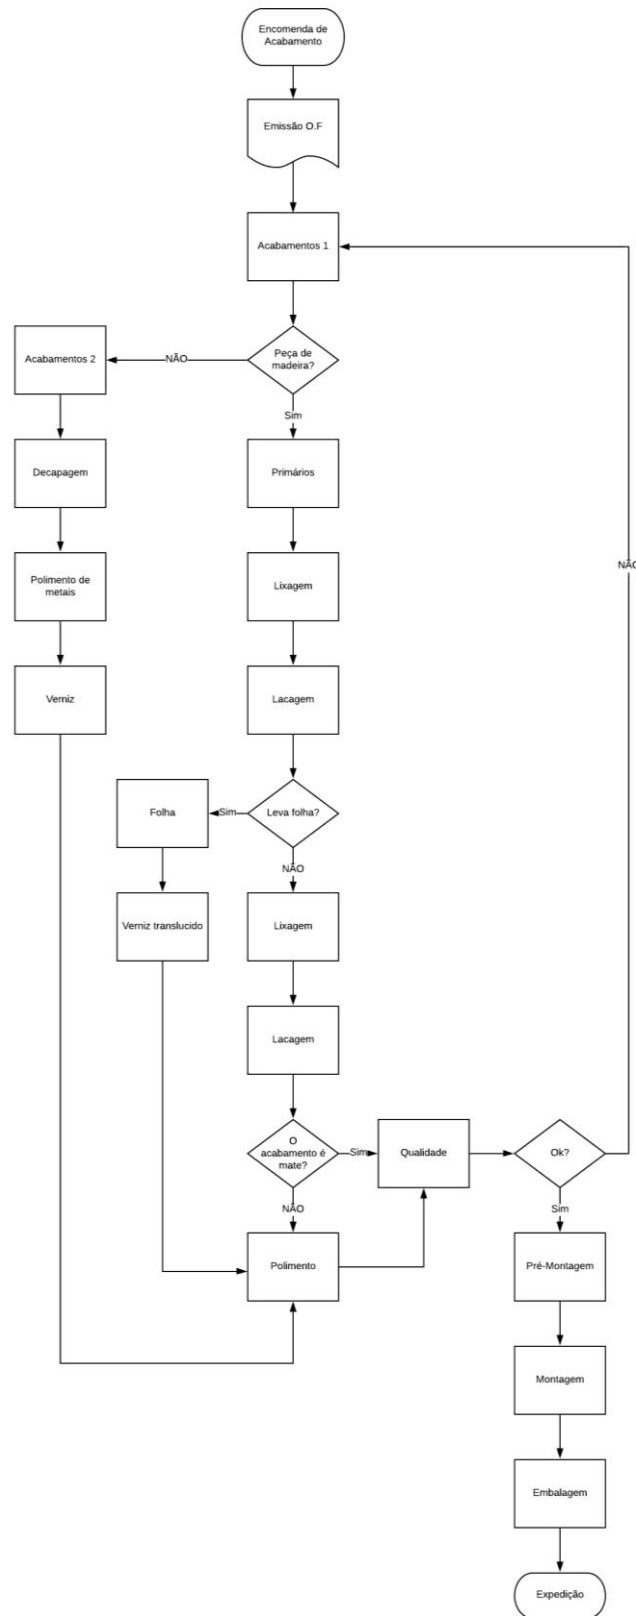 Encomenda de
Acabamento
Emissão O.F
Acabamentos 1
Acabamentos 2
NÃO
Peça de
madeira?
Sim
Decapagem
Primários
Polimento de
metais
Lixagem
NÃO
Verniz
Lacagem
Folha
Sim
Leva folha?
NÃO
Verniz translucido
Lixagem
Lacagem
O
acabamento é
mate?
Sim
Qualidade
Ok?
NÃO
Sim
Polimento
Pré-Montagem
Montagem
Embalagem
Expedição